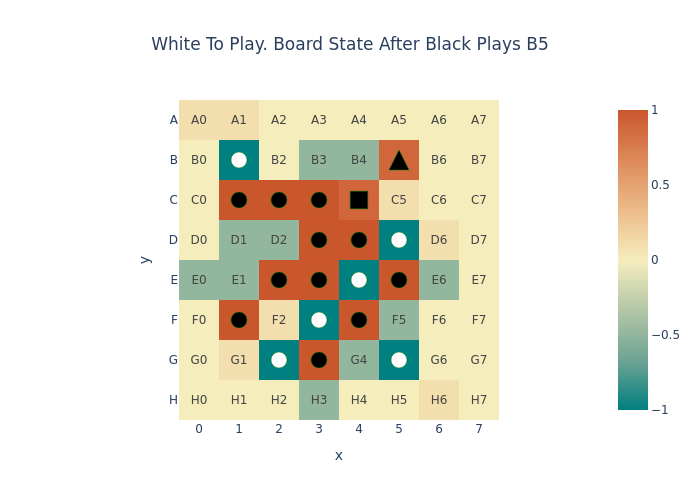 White To Play. Board State After Black Plays B5
A A0 A1 A2 A3 A4 A5 A6 A7
B B0 B2 B3 B4 B6 B7
C C0 C5 C6 C7
D D0 D1 D2 D6 D7
E E0 E1 E6 E7
F F0 F2 F5 F6 F7
G G0 G1 G4 G6 G7
H H0 H1 H2 H3 H4 H5 H6 H7
0 1 2 3 4 5 6 7
x
y
1
0.5
0
−0.5
−1